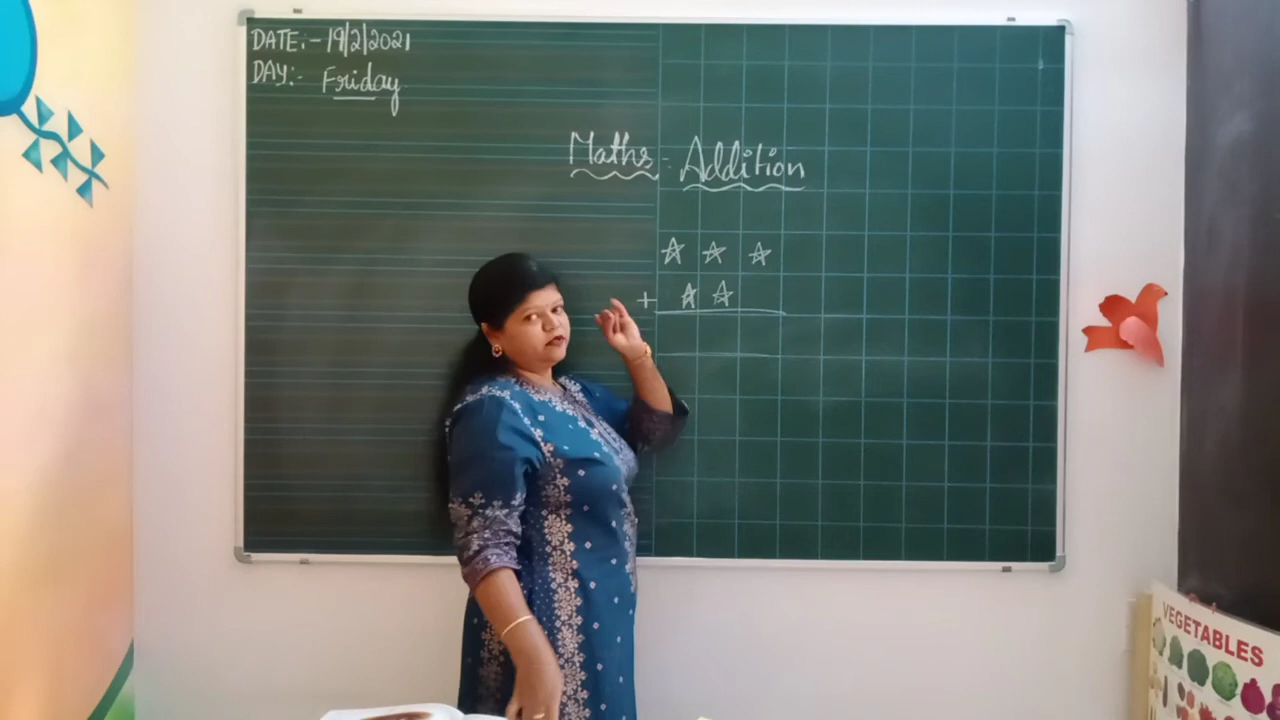 DATE:- 19/2/2021
DAY:- Friday
Maths - Addition
+
VEGETABLES